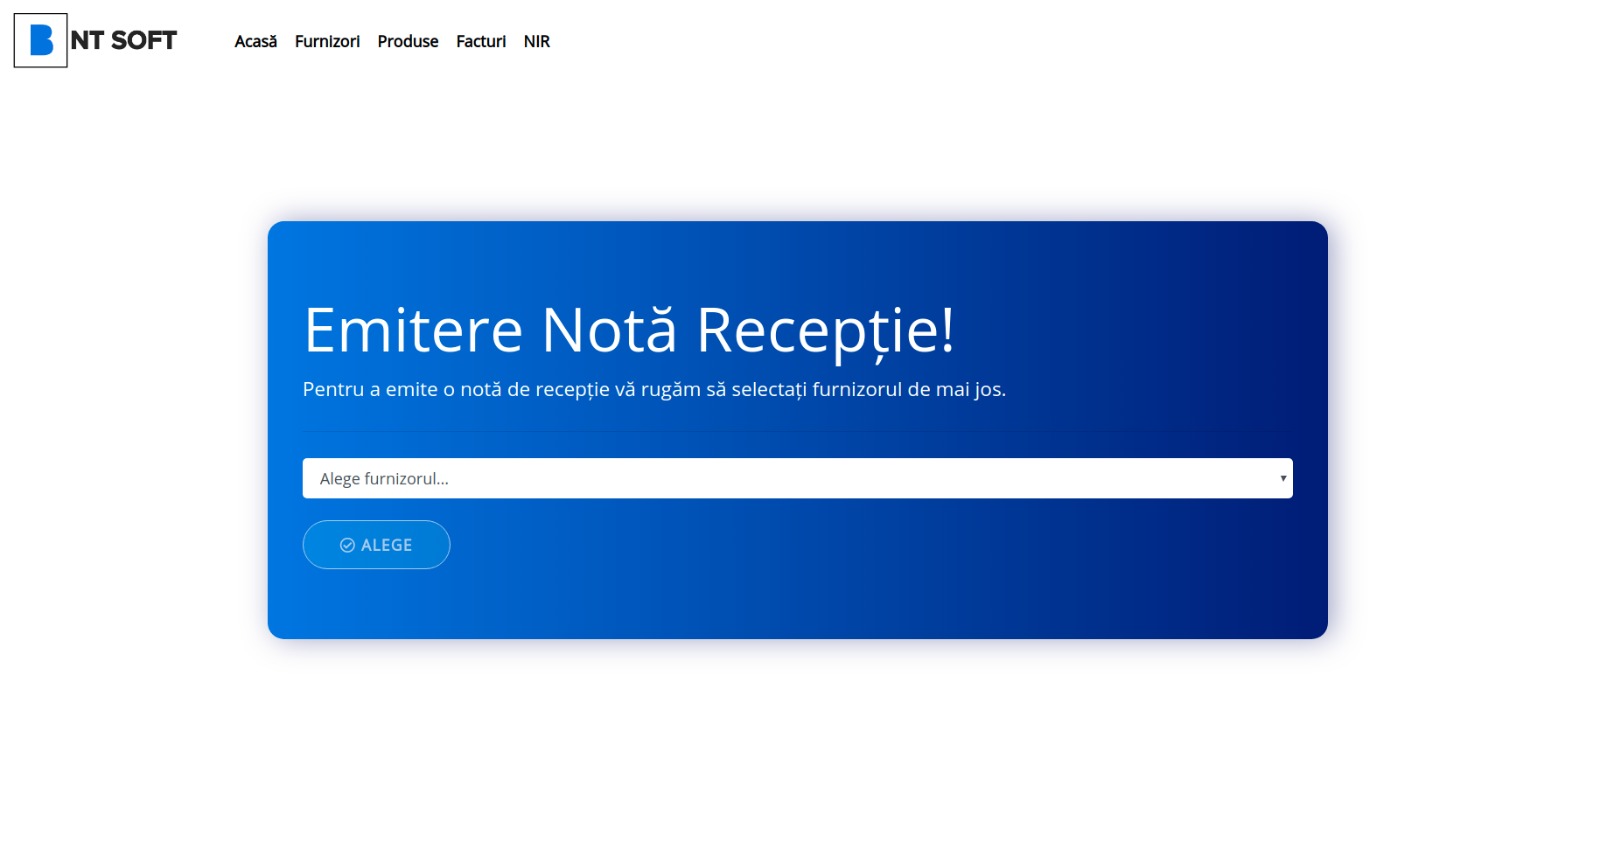 B NT SOFT
Acasă Furnizori Produse Facturi NIR
Emitere Notă Recepție!
Pentru a emite o notă de recepție vă rugăm să selectați furnizorul de mai jos.
Alege furnizorul...
ALEGE